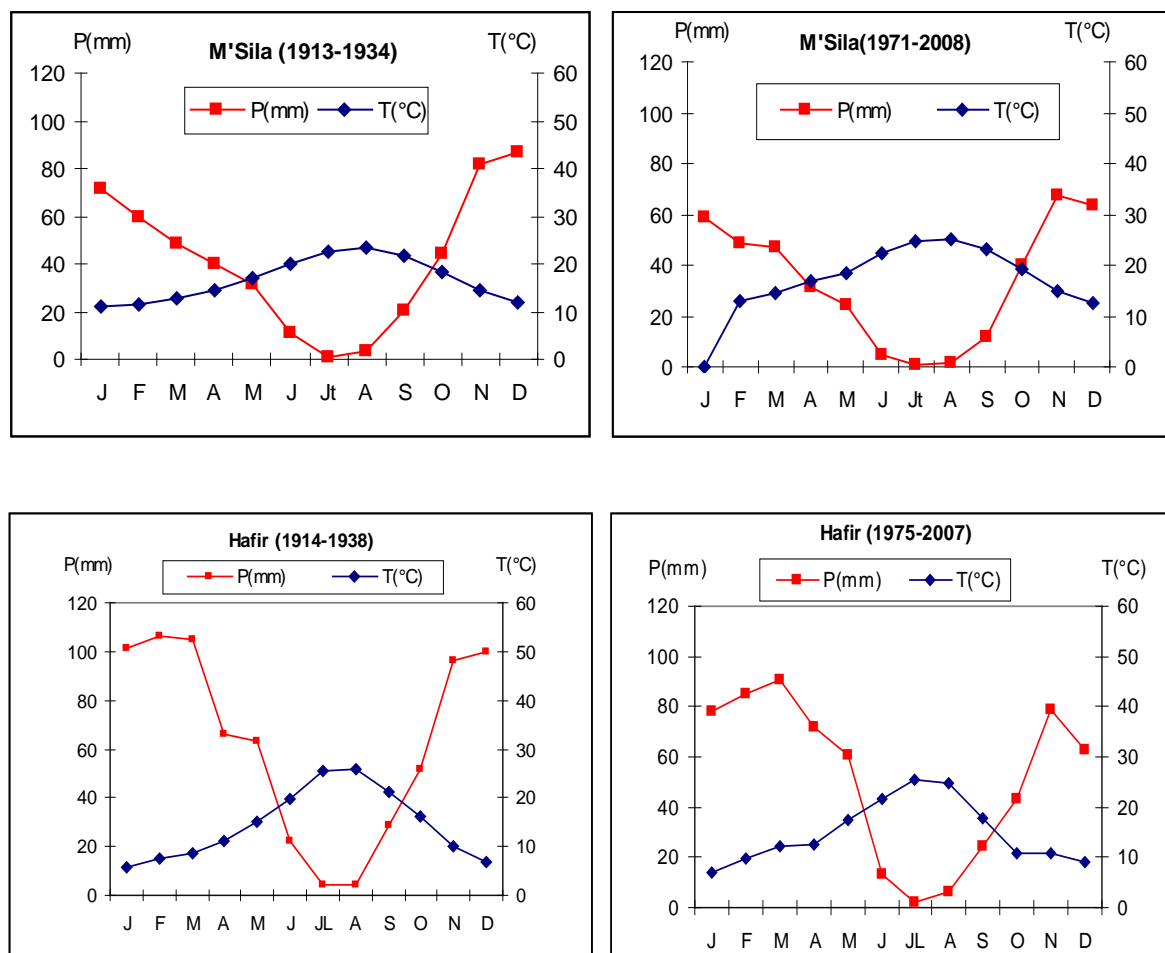 P(mm) M'Sila (1913-1934) T(°C)
P(mm) T(°C)
120 60
100 50
80 40
60 30
40 20
20 10
0 0
J F M A M J Jt A S O N D
P(mm) M'Sila(1971-2008) T(°C)
P(mm) T(°C)
120 60
100 50
80 40
60 30
40 20
20 10
0 0
J F M A M J Jt A S O N D
Hafir (1914-1938)
P(mm) T(°C)
P(mm) T(°C)
120 60
100 50
80 40
60 30
40 20
20 10
0 0
J F M A M J JL A S O N D
Hafir (1975-2007)
P(mm) T(°C)
P(mm) T(°C)
120 60
100 50
80 40
60 30
40 20
20 10
0 0
J F M A M J JL A S O N D